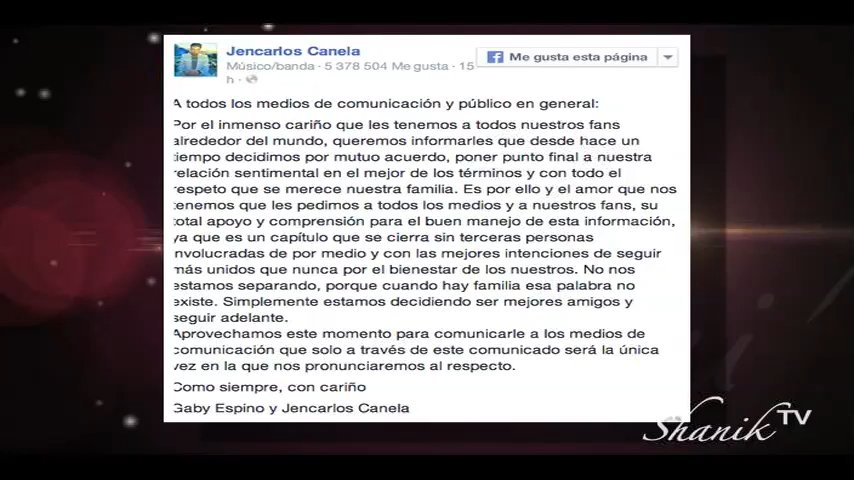 Jencarlos Canela
Me gusta esta página
Músico/banda · 5 378 504 Me gusta · 15
h ·
A todos los medios de comunicación y público en general:
Por el inmenso cariño que les tenemos a todos nuestros fans
alrededor del mundo, queremos informarles que desde hace un
tiempo decidimos por mutuo acuerdo, poner punto final a nuestra
relación sentimental en el mejor de los términos y con todo el
respeto que se merece nuestra familia. Es por ello y el amor que nos
tenemos que les pedimos a todos los medios y a nuestros fans, su
total apoyo y comprensión para el buen manejo de esta información,
ya que es un capítulo que se cierra sin terceras personas
involucradas de por medio y con las mejores intenciones de seguir
más unidos que nunca por el bienestar de los nuestros. No nos
estamos separando, porque cuando hay familia esa palabra no
existe. Simplemente estamos decidiendo ser mejores amigos y
seguir adelante.
Aprovechamos este momento para comunicarle a los medios de
comunicación que solo a través de este comunicado será la única
vez en la que nos pronunciaremos al respecto.
Como siempre, con cariño
Gaby Espino y Jencarlos Canela
Shanik TV